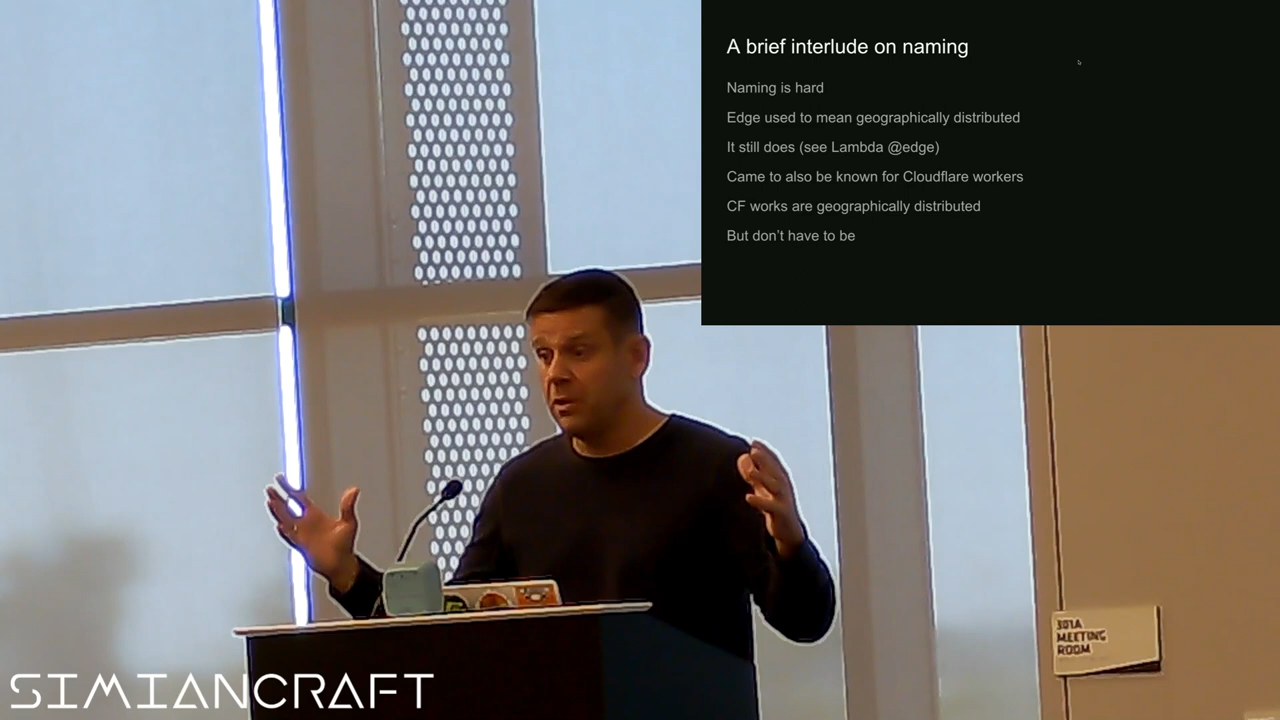 A brief interlude on naming
Naming is hard
Edge used to mean geographically distributed
It still does (see Lambda @edge)
Came to also be known for Cloudflare workers
CF works are geographically distributed
But don't have to be
301A
MEETING
ROOM
SIMIANCRAFT